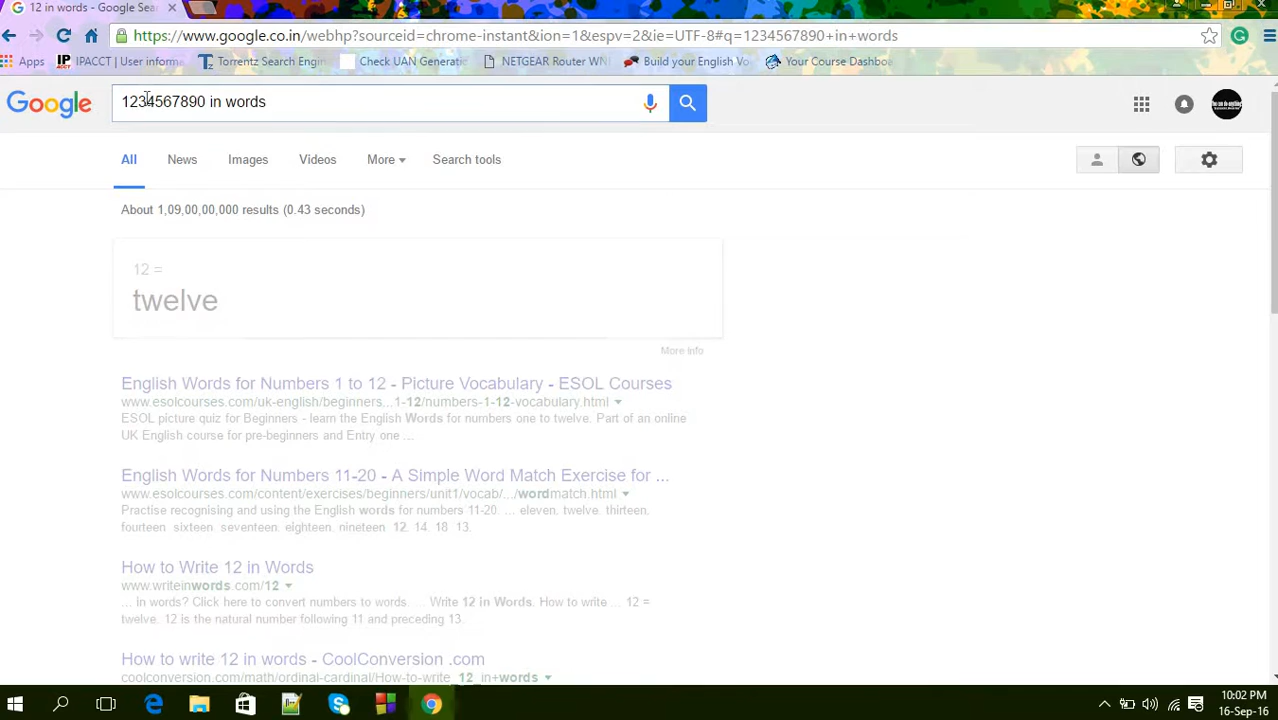 12 in words - Google Sea
https://www.google.co.in/webhp?sourceid=chrome-instant&ion=1&espv=2&ie=UTF-8#q=1234567890+in+words
Apps IPACCT | User informa Torrentz Search Engi Check UAN Generatio NETGEAR Router WNI Build your English Vo Your Course Dashboa
Google 1234567890 in words
All News Images Videos More Search tools
About 1,09,00,00,000 results (0.43 seconds)
12 =
twelve
More info
English Words for Numbers 1 to 12 - Picture Vocabulary - ESOL Courses
www.esolcourses.com/uk-english/beginners...1-12/numbers-1-12-vocabulary.html
ESOL picture quiz for Beginners - learn the English Words for numbers one to twelve. Part of an online
UK English course for pre-beginners and Entry one ...
English Words for Numbers 11-20 - A Simple Word Match Exercise for ...
www.esolcourses.com/content/exercises/beginners/unit1/vocab/.../wordmatch.html
Practise recognising and using the English words for numbers 11-20: ... eleven. twelve. thirteen.
fourteen. sixteen. seventeen. eighteen. nineteen. 12. 14. 18. 13.
How to Write 12 in Words
www.writeinwords.com/12
... in words? Click here to convert numbers to words. ... Write 12 in Words. How to write ... 12 =
twelve. 12 is the natural number following 11 and preceding 13.
How to write 12 in words - CoolConversion .com
coolconversion.com/math/ordinal-cardinal/How-to-write_12_in+words
10:02 PM
16-Sep-16